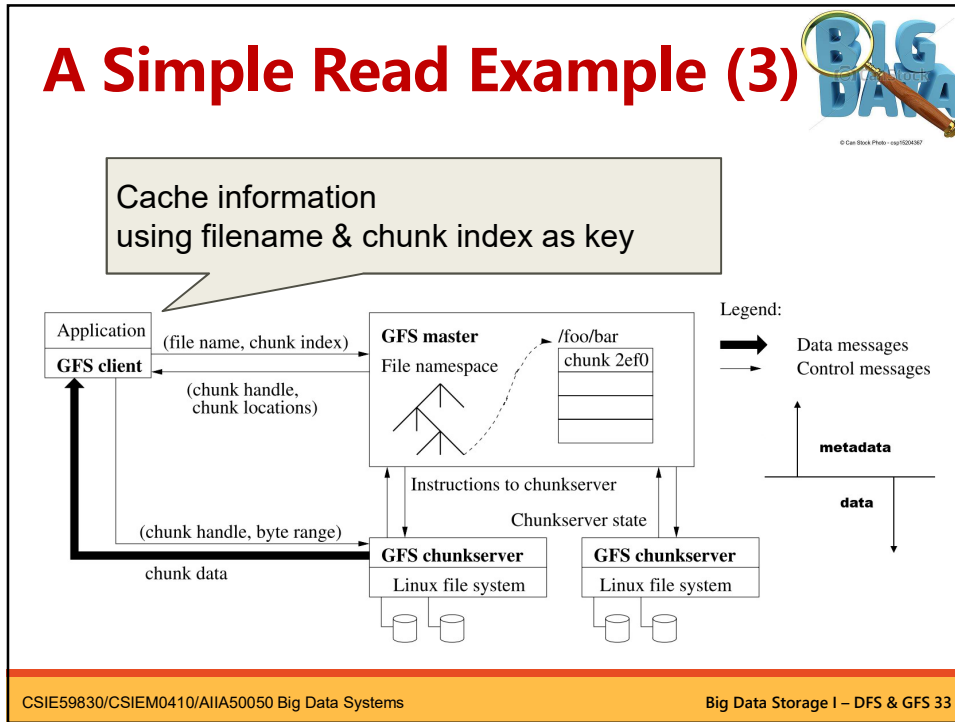 A Simple Read Example (3)
BIG
DATA
© Can Stock Photo - csp15204367
Cache information
using filename & chunk index as key
Application
GFS client
(file name, chunk index)
(chunk handle,
chunk locations)
GFS master
File namespace
/foo/bar
chunk 2ef0
Legend:
Data messages
Control messages
metadata
data
Instructions to chunkserver
Chunkserver state
(chunk handle, byte range)
chunk data
GFS chunkserver
Linux file system
GFS chunkserver
Linux file system
CSIE59830/CSIEM0410/AIIA50050 Big Data Systems
Big Data Storage I – DFS & GFS 33